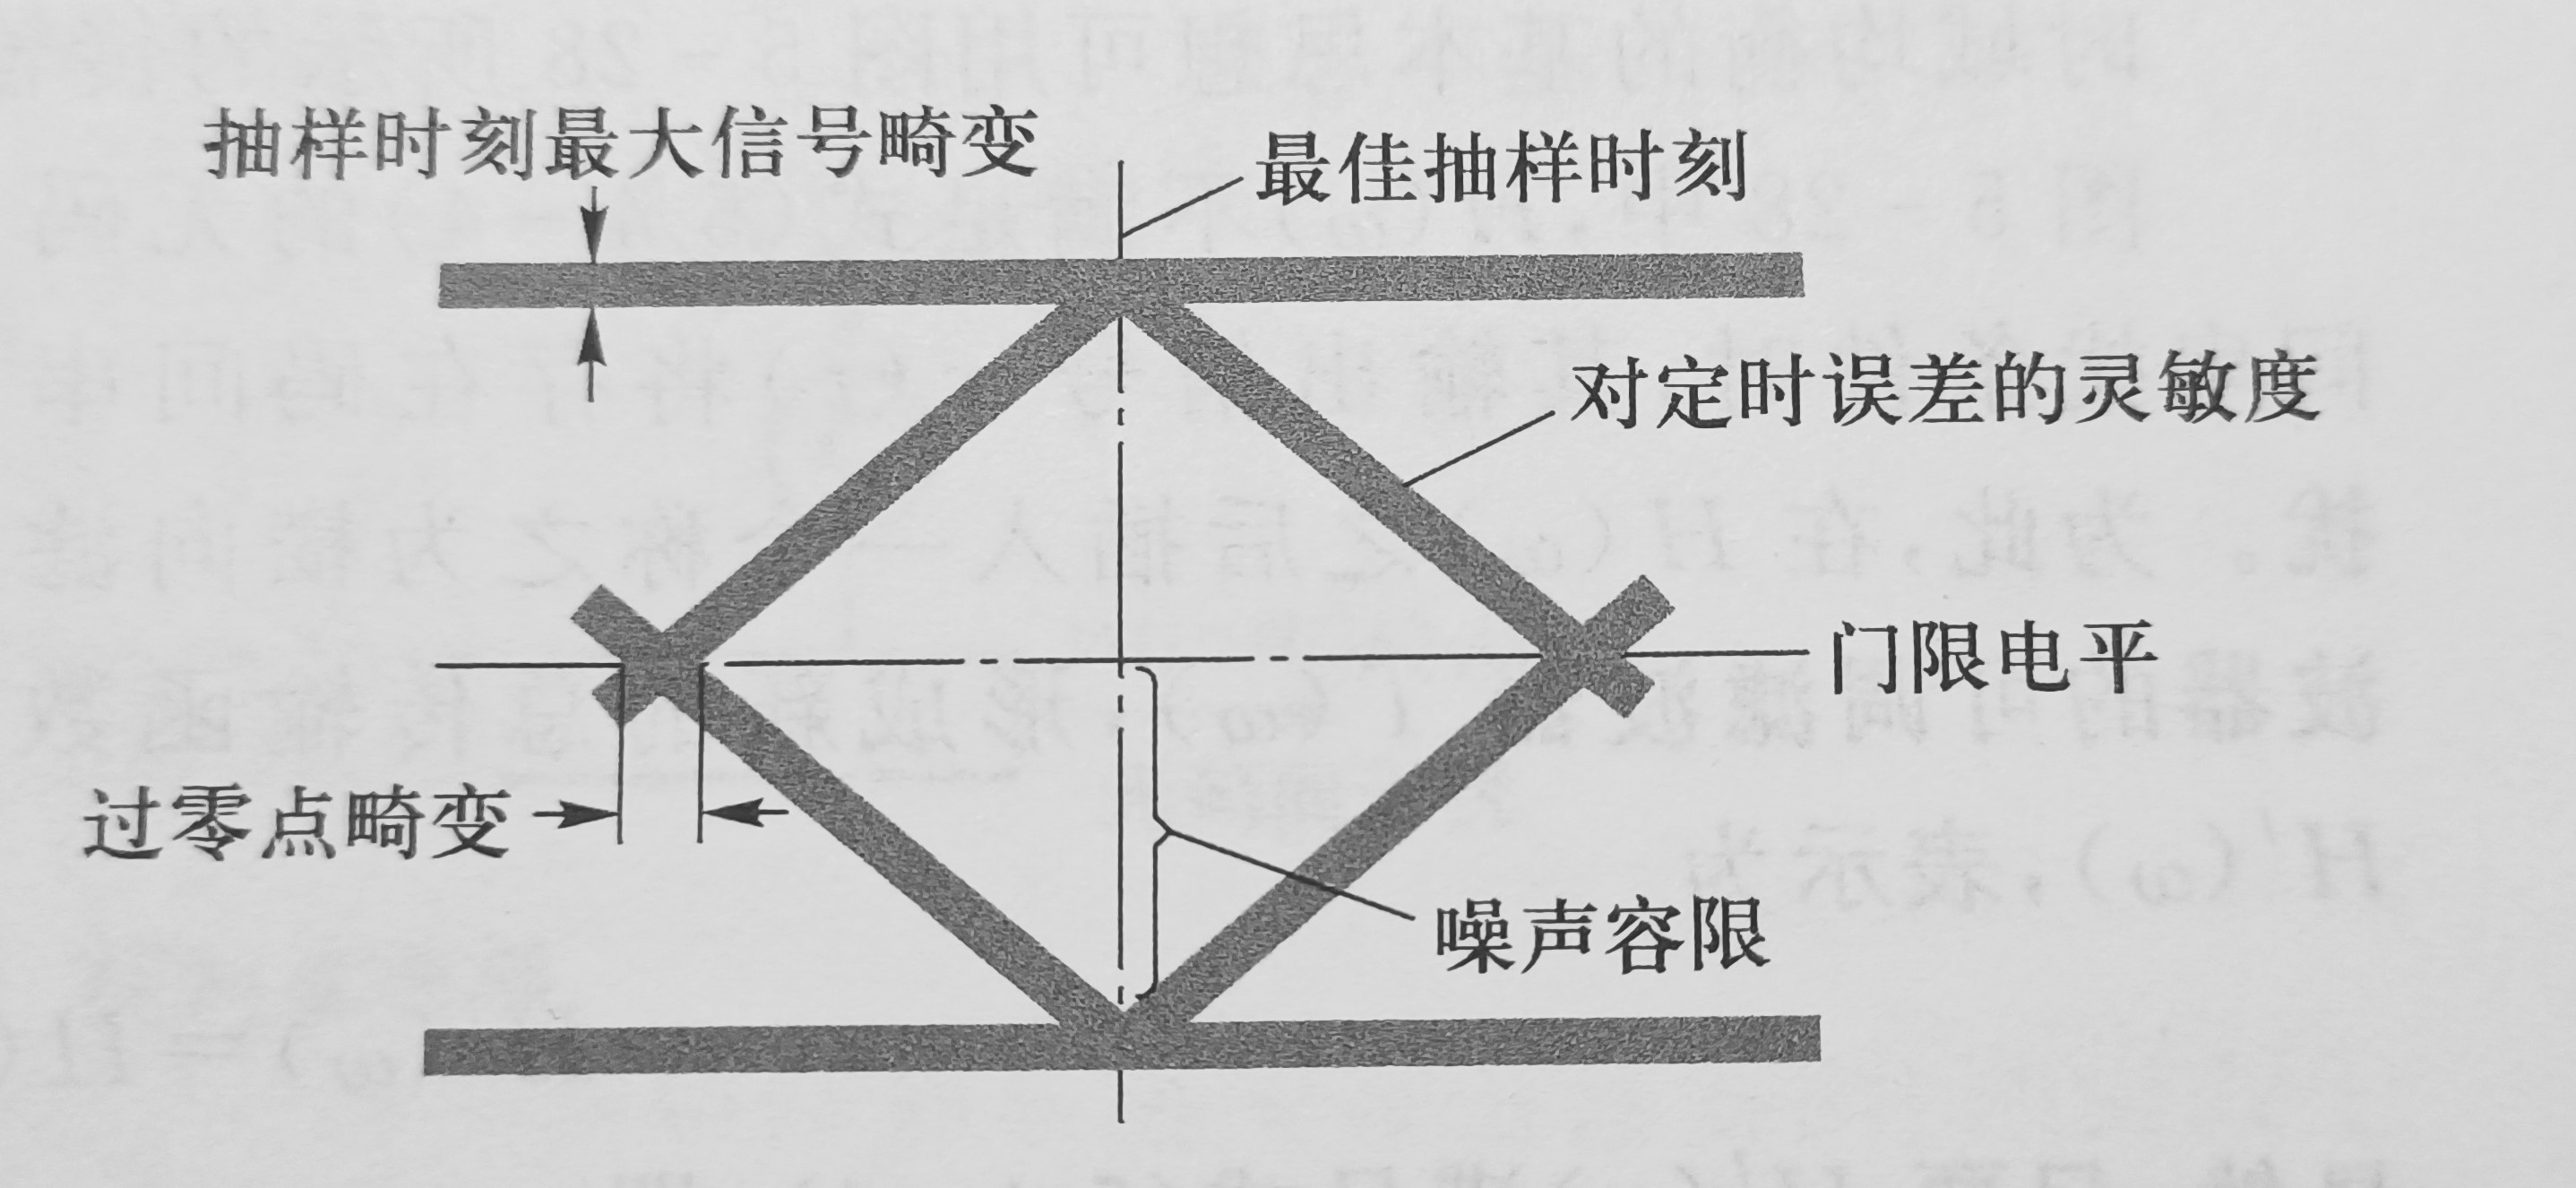 抽样时刻最大信号畸变
最佳抽样时刻
对定时误差的灵敏度
门限电平
过零点畸变
噪声容限